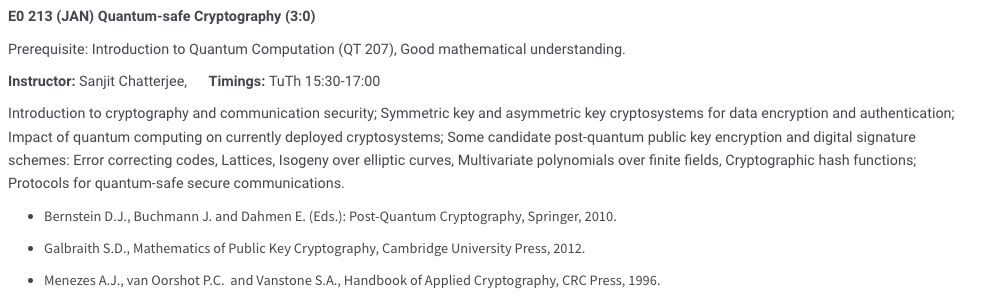 E0 213 (JAN) Quantum-safe Cryptography (3:0)
Prerequisite: Introduction to Quantum Computation (QT 207), Good mathematical understanding.
Instructor: Sanjit Chatterjee, Timings: TuTh 15:30-17:00
Introduction to cryptography and communication security; Symmetric key and asymmetric key cryptosystems for data encryption and authentication;
Impact of quantum computing on currently deployed cryptosystems; Some candidate post-quantum public key encryption and digital signature
schemes: Error correcting codes, Lattices, Isogeny over elliptic curves, Multivariate polynomials over finite fields, Cryptographic hash functions;
Protocols for quantum-safe secure communications.
• Bernstein D.J., Buchmann J. and Dahmen E. (Eds.): Post-Quantum Cryptography, Springer, 2010.
• Galbraith S.D., Mathematics of Public Key Cryptography, Cambridge University Press, 2012.
• Menezes A.J., van Oorshot P.C. and Vanstone S.A., Handbook of Applied Cryptography, CRC Press, 1996.